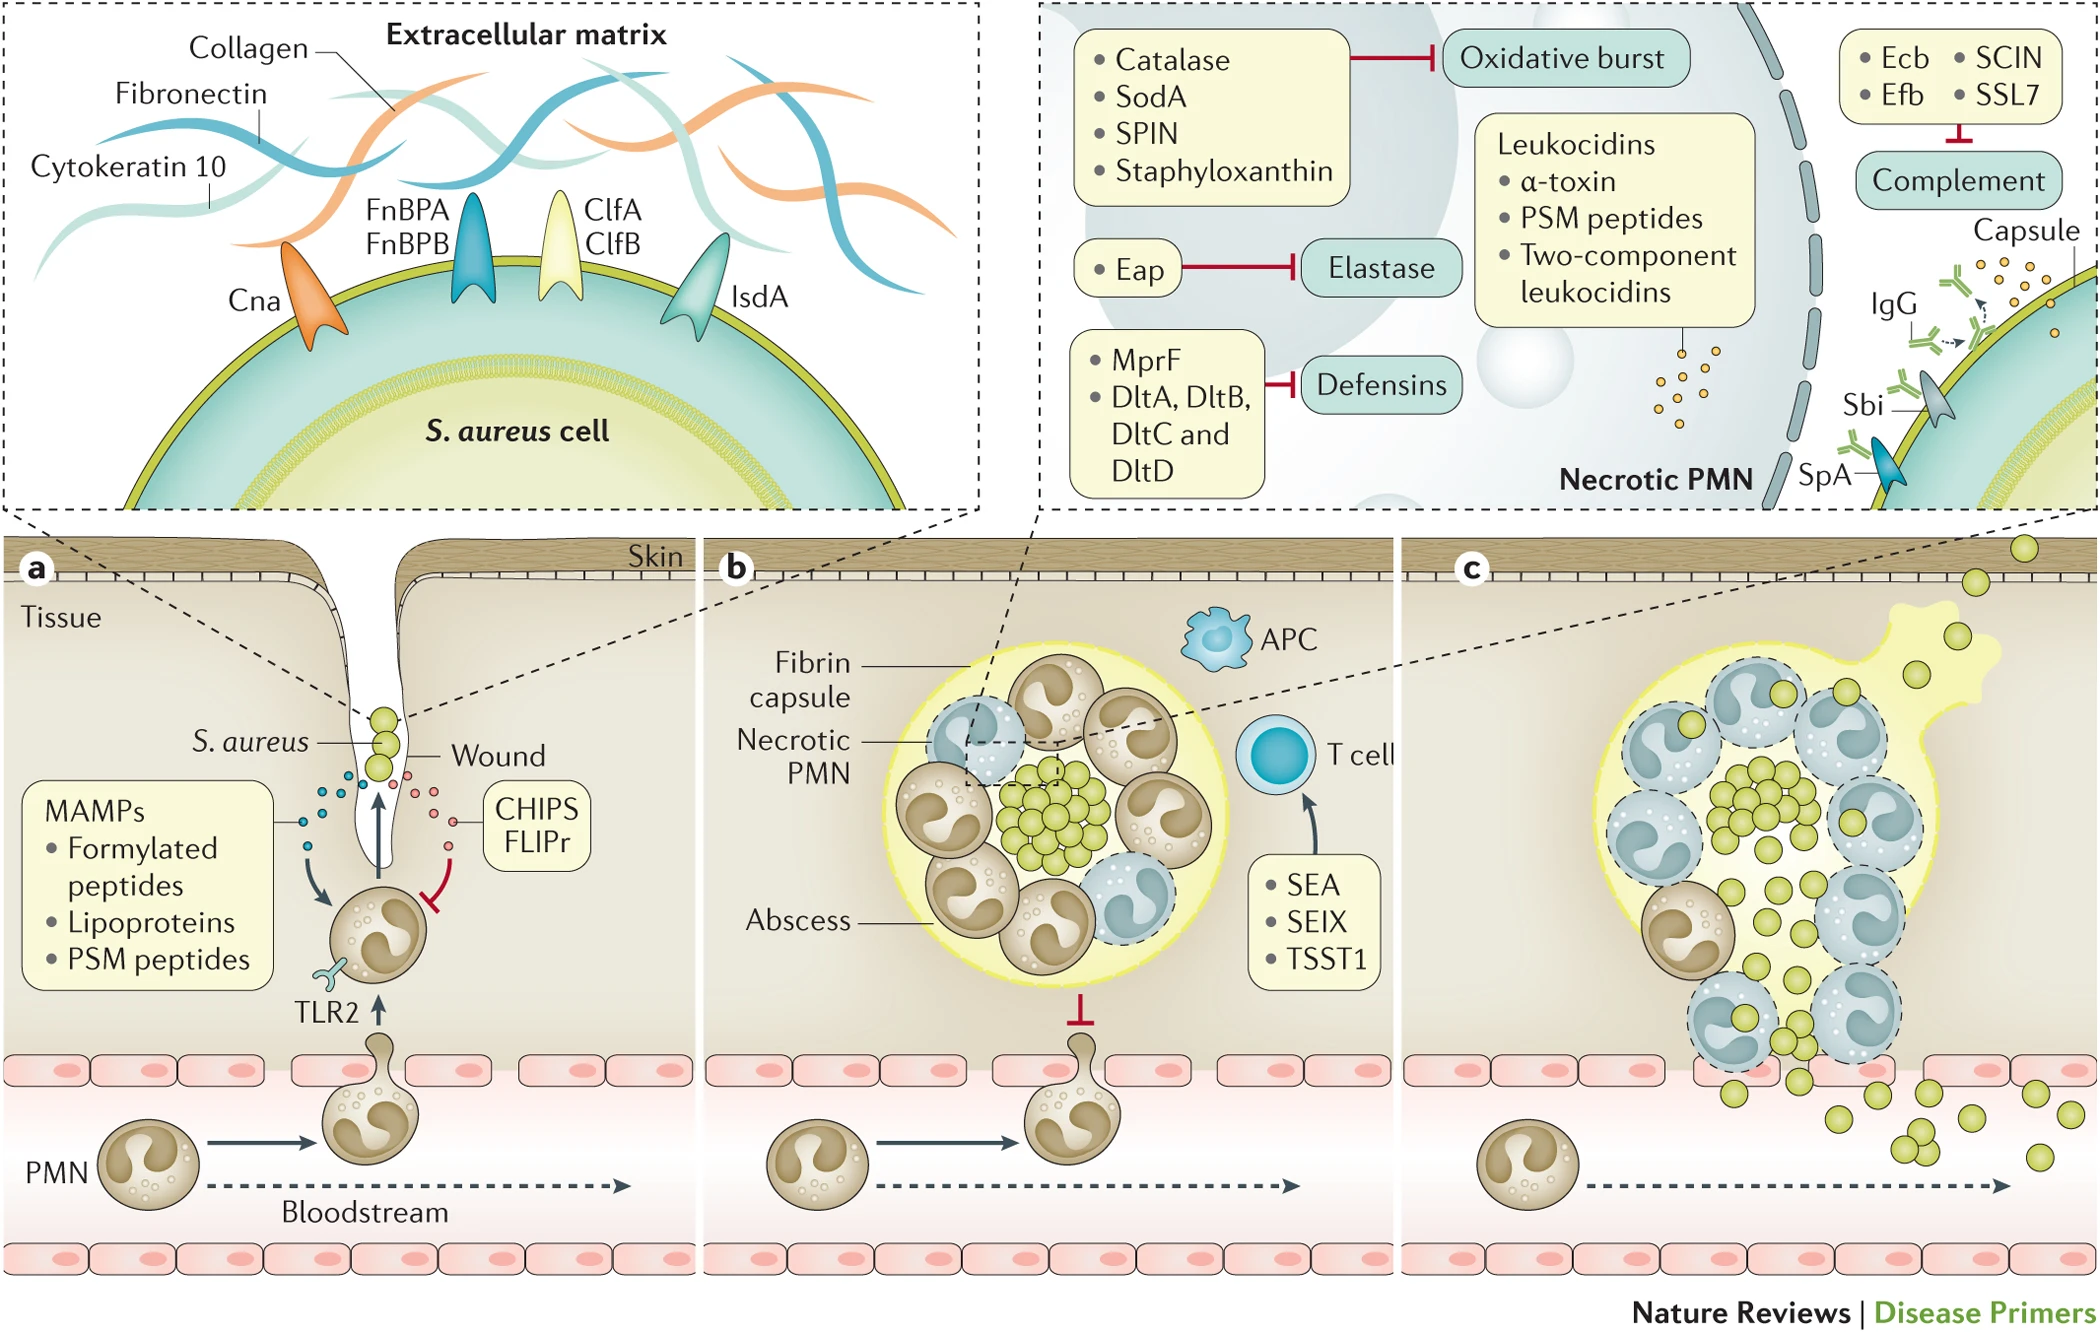 Extracellular matrix
Collagen
Fibronectin
Cytokeratin 10
FnBPA
FnBPB
ClfA
ClfB
Cna
IsdA
S. aureus cell
• Catalase
• SodA
• SPIN
• Staphyloxanthin
Oxidative burst
• Eap
Elastase
• MprF
• DltA, DltB,
DltC and
DltD
Defensins
Leukocidins
• α-toxin
• PSM peptides
• Two-component
leukocidins
Necrotic PMN
• Ecb • SCIN
• Efb • SSL7
Complement
Capsule
IgG
Sbi
SpA
a
Skin
Tissue
S. aureus
Wound
MAMPs
• Formylated
peptides
• Lipoproteins
• PSM peptides
CHIPS
FLIPr
TLR2
PMN
Bloodstream
b
APC
Fibrin
capsule
Necrotic
PMN
T cell
Abscess
• SEA
• SEIX
• TSST1
c
Nature Reviews | Disease Primers